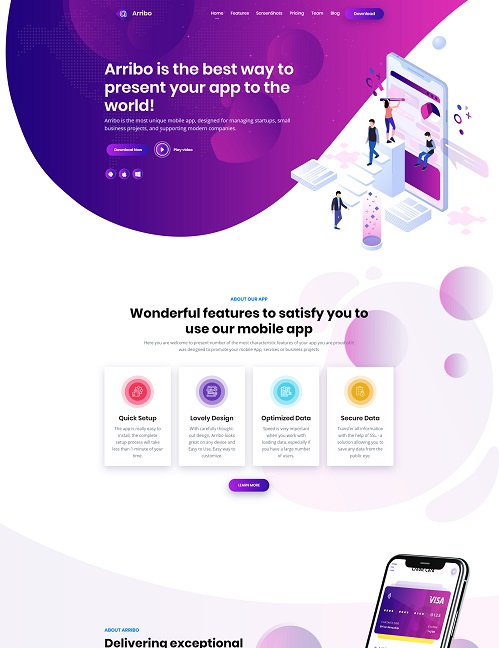 Arribo
Home Features ScreenShots Pricing Team Blog Download
Arribo is the best way to
present your app to the
world!
Arribo is the most unique mobile app, designed for managing startups, small
business projects, and supporting modern companies.
Download Now Play video
ABOUT OUR APP
Wonderful features to satisfy you to
use our mobile app
Here you are welcome to present number of the most characteristic features of your app you are proud of it
was designed to promote your mobile App, services or business projects
Quick Setup
The app is really easy to
install, the complete
setup process will take
less than 1 minute of your
time.
Lovely Design
With carefully though-
out design, Arribo looks
great on any device and
Easy to Use, Easy way to
customize.
Optimized Data
Speed is very important
when you work with
loading data, especially if
you have a large number
of users.
Secure Data
Transfer all information
with the help of SSL - a
solution allowing you to
save any data from the
public eye.
LEARN MORE
Credit Card
VISA
ABOUT ARRIBO
Delivering exceptional